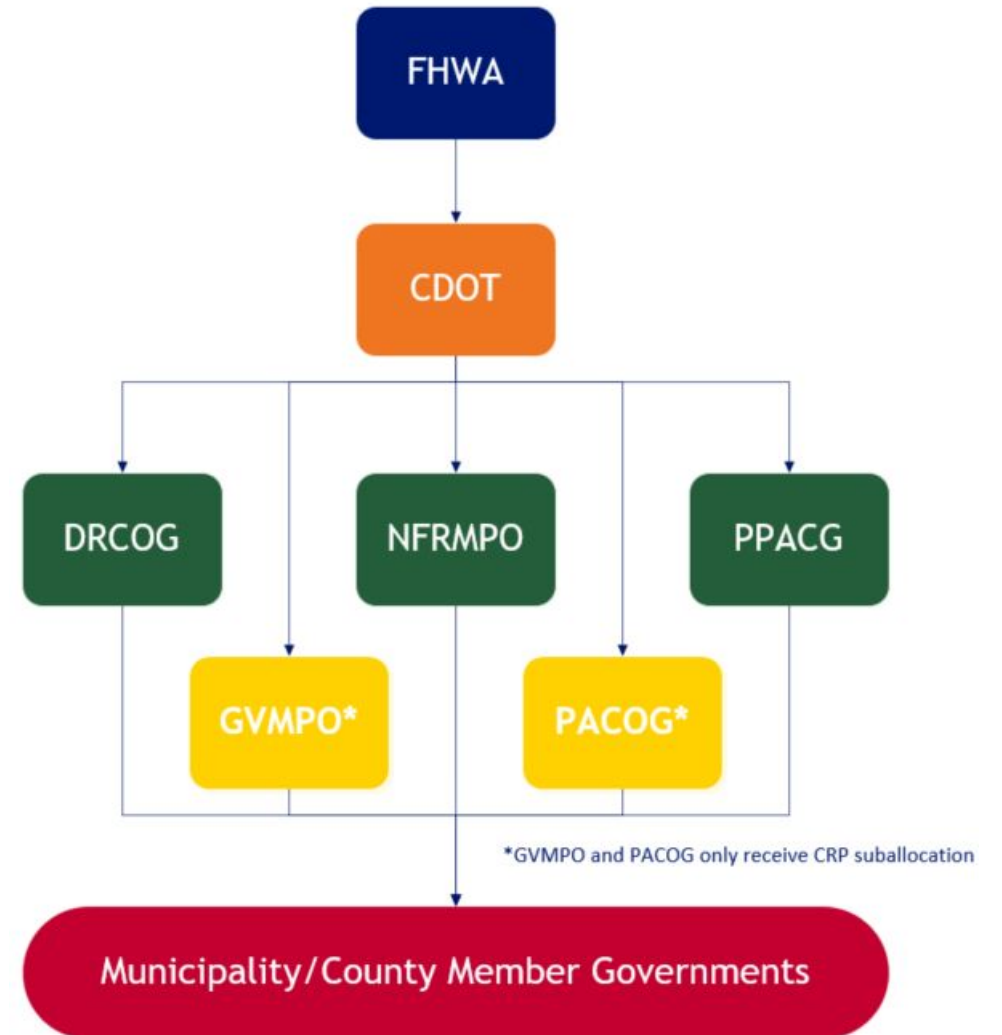 FHWA
CDOT
DRCOG
NFRMPO
PPACG
GVMPO*
PACOG*
*GVMPO and PACOG only receive CRP suballocation
Municipality/County Member Governments